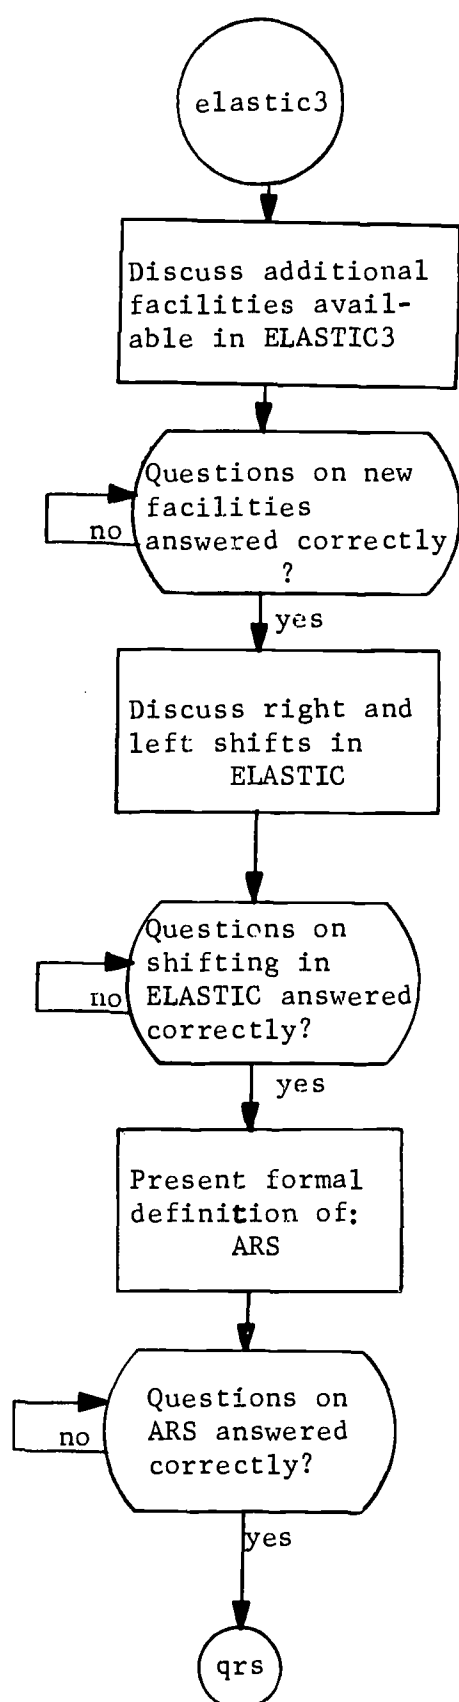 elastic3
Discuss additional
facilities avail-
able in ELASTIC3
Questions on new
facilities
no answered correctly
?
yes
Discuss right and
left shifts in
ELASTIC
Questions on
shifting in
no ELASTIC answered
correctly?
yes
Present formal
definition of:
ARS
Questions on
no ARS answered
correctly?
yes
qrs